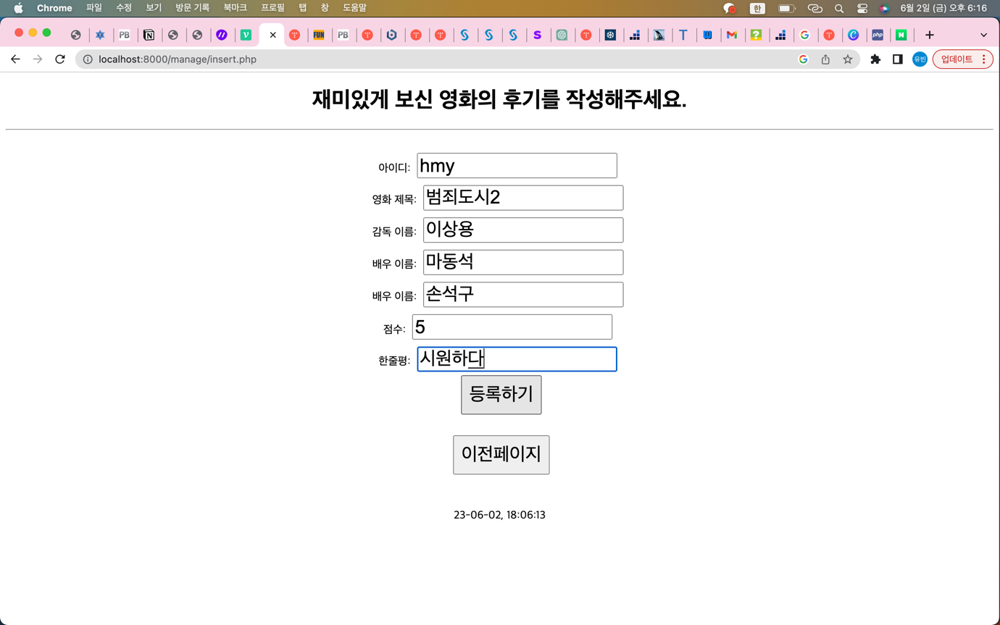 Chrome 파일 수정 보기 방문 기록 북마크 프로필 탭 창 도움말 한 6월 2일 (금) 오후 6:16
PB N V FUN PB S S S S T W ? G C php N
localhost:8000/manage/insert.php G 유빈 업데이트
재미있게 보신 영화의 후기를 작성해주세요.
아이디: hmy
영화 제목: 범죄도시2
감독 이름: 이상용
배우 이름: 마동석
배우 이름: 손석구
점수: 5
한줄평: 시원하다
등록하기
이전페이지
23-06-02, 18:06:13